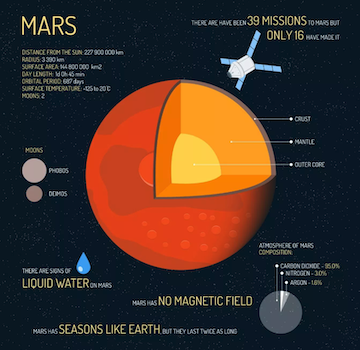 MARS
THERE ARE HAVE BEEN 39 MISSIONS TO MARS BUT
ONLY 16 HAVE MADE IT
DISTANCE FROM THE SUN: 227 900 000 km
RADIUS: 3 390 km
SURFACE AREA: 144 800 000 km2
DAY LENGTH: 1d 0h 45 min
ORBITAL PERIOD: 687 days
SURFACE TEMPERATURE: -125 to 20°C
MOONS: 2
CRUST
MANTLE
OUTER CORE
MOONS
PHOBOS
DEIMOS
THERE ARE SIGNS OF
LIQUID WATER ON MARS
ATMOSPHERE OF MARS
COMPOSITION:
CARBON DIOXIDE - 95.0%
NITROGEN - 3.0%
ARGON - 1.6%
MARS HAS NO MAGNETIC FIELD
MARS HAS SEASONS LIKE EARTH, BUT THEY LAST TWICE AS LONG